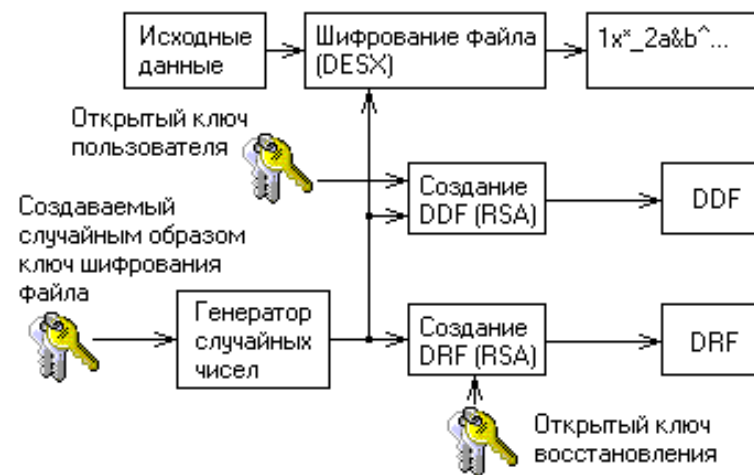 Исходные
данные
Шифрование файла
(DESX)
1x*_2a&b^...
Открытый ключ
пользователя
Создание
DDF (RSA)
DDF
Создаваемый
случайным образом
ключ шифрования
файла
Генератор
случайных
чисел
Создание
DRF (RSA)
DRF
Открытый ключ
восстановления